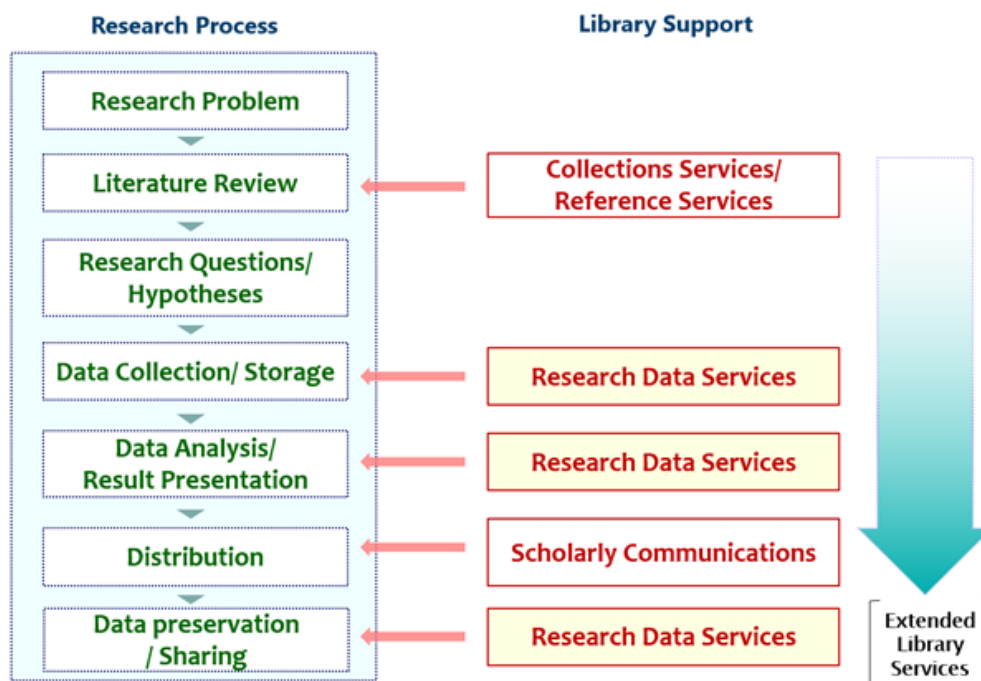 Research Process
Library Support
Research Problem
Literature Review
Collections Services/
Reference Services
Research Questions/
Hypotheses
Data Collection/ Storage
Research Data Services
Data Analysis/
Result Presentation
Research Data Services
Distribution
Scholarly Communications
Data preservation
/ Sharing
Research Data Services
Extended
Library
Services